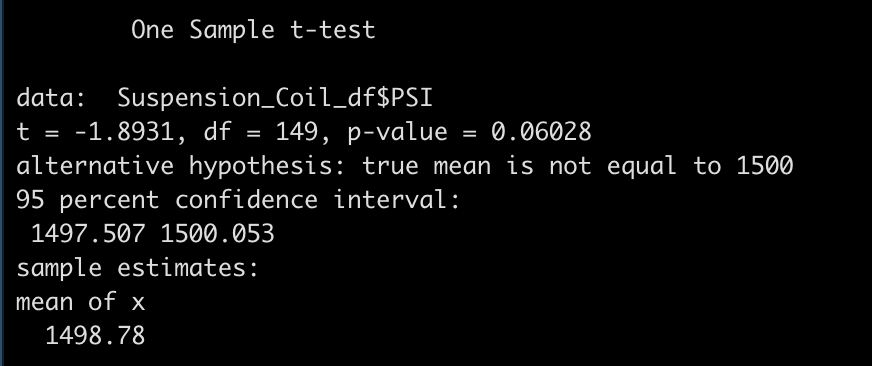 One Sample t-test
data:  Suspension_Coil_df$PSI
t = -1.8931, df = 149, p-value = 0.06028
alternative hypothesis: true mean is not equal to 1500
95 percent confidence interval:
1497.507 1500.053
sample estimates:
mean of x
1498.78